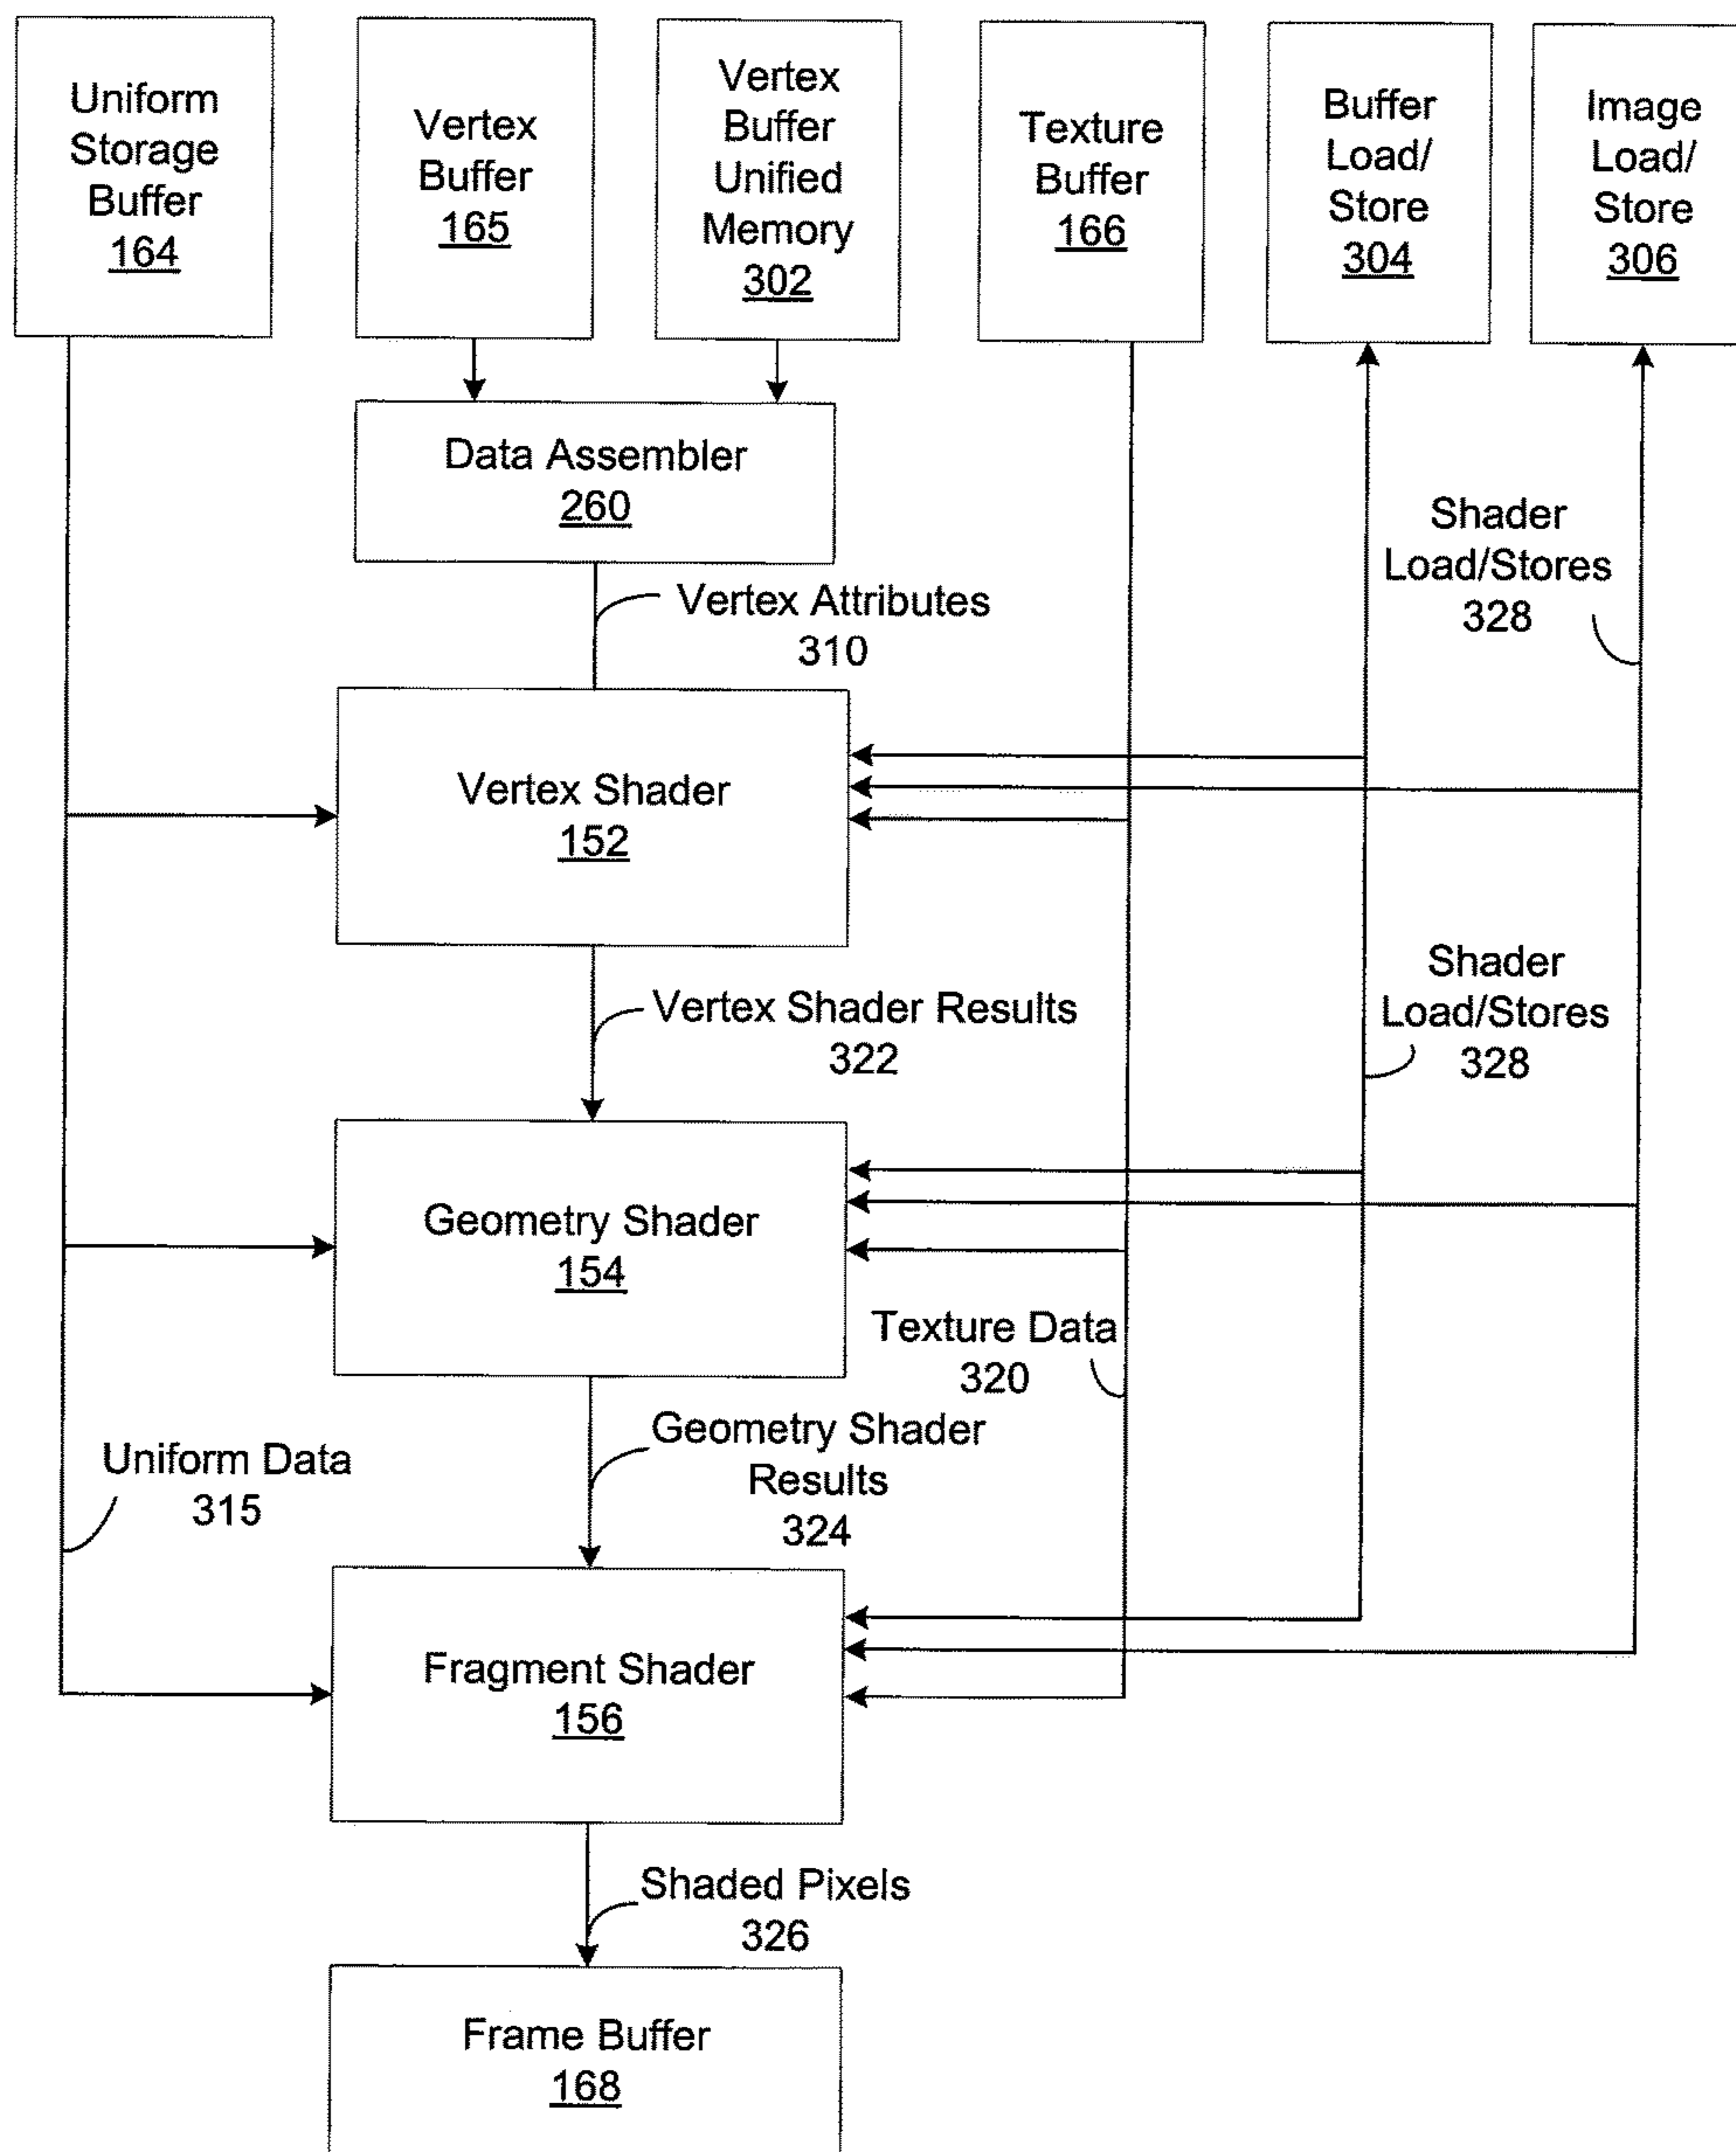 Uniform
Storage
Buffer
164
Vertex
Buffer
165
Vertex
Buffer
Unified
Memory
302
Texture
Buffer
166
Buffer
Load/
Store
304
Image
Load/
Store
306
Data Assembler
260
Vertex Attributes
310
Shader
Load/Stores
328
Vertex Shader
152
Vertex Shader Results
322
Shader
Load/Stores
328
Geometry Shader
154
Texture Data
320
Geometry Shader
Results
324
Uniform Data
315
Fragment Shader
156
Shaded Pixels
326
Frame Buffer
168